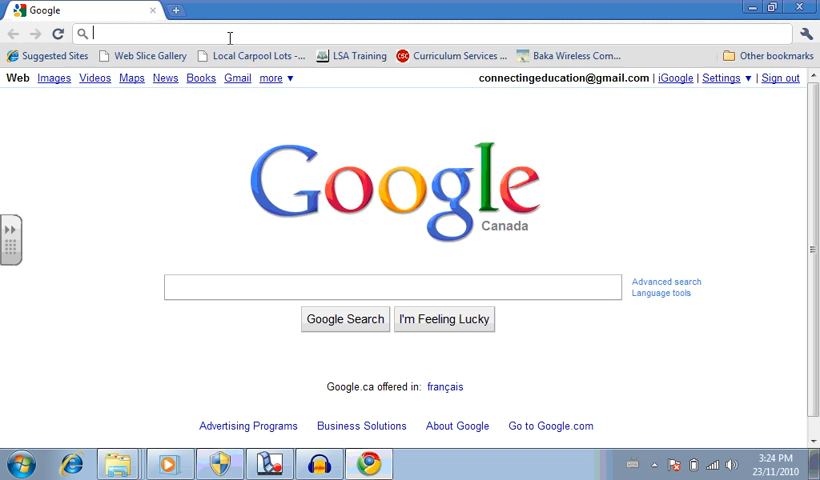 Google
Suggested Sites Web Slice Gallery Local Carpool Lots -... LSA Training CSC Curriculum Services ... Baka Wireless Com... Other bookmarks
Web Images Videos Maps News Books Gmail more ▼ connectingeducation@gmail.com | iGoogle | Settings ▼ | Sign out
Google
Canada
Advanced search
Language tools
Google Search I'm Feeling Lucky
Google.ca offered in: français
Advertising Programs Business Solutions About Google Go to Google.com
3:24 PM
23/11/2010